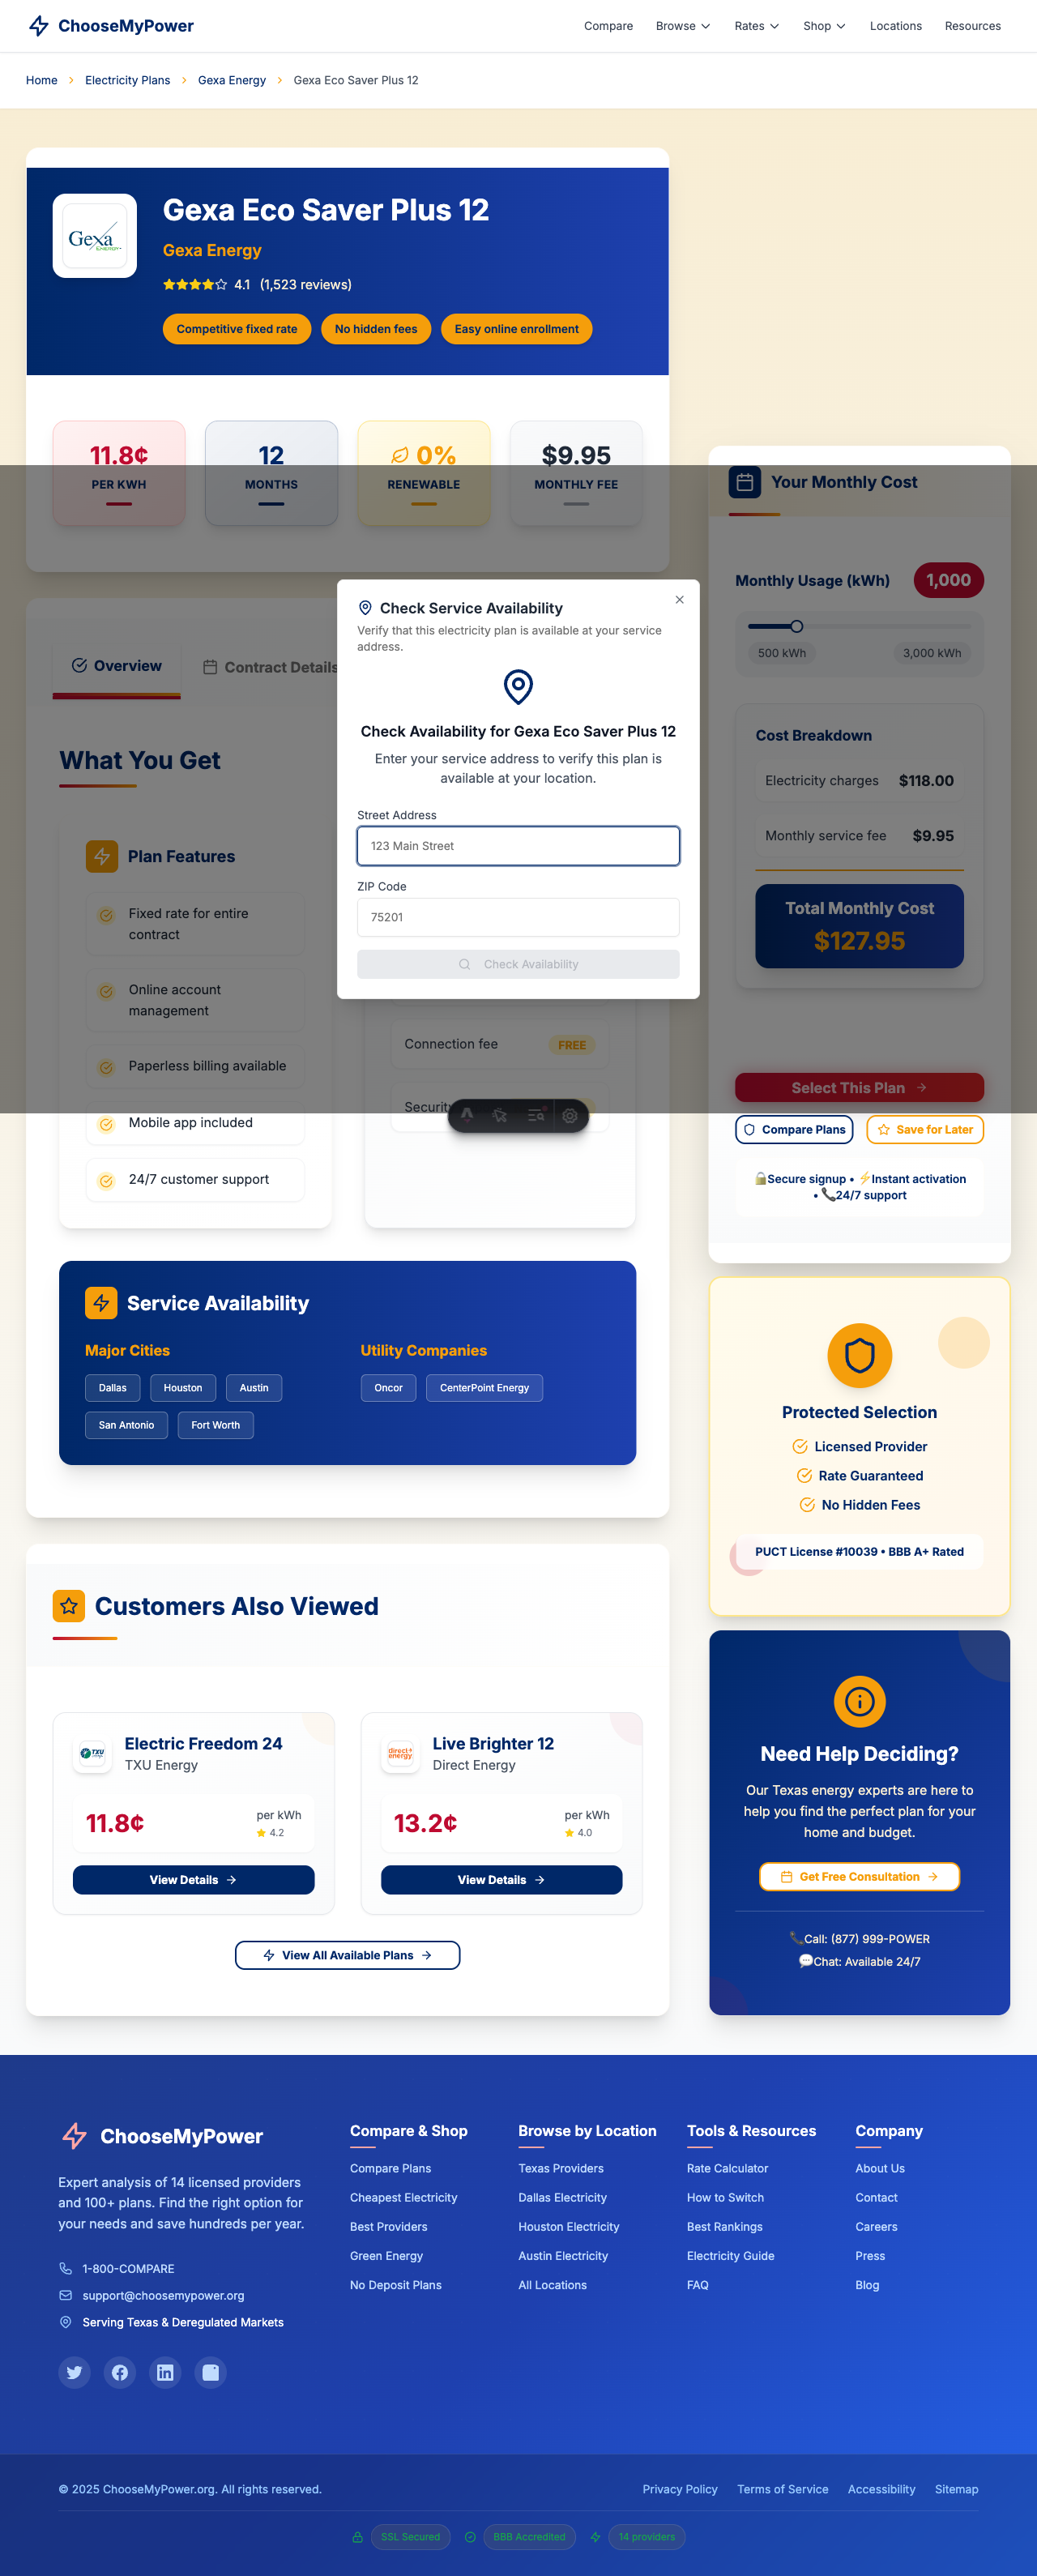 ChooseMyPower
Compare
Browse
Rates
Shop
Locations
Resources
Home
Electricity Plans
Gexa Energy
Gexa Eco Saver Plus 12
Gexa
ENERGY
Gexa Eco Saver Plus 12
Gexa Energy
4.1 (1,523 reviews)
Competitive fixed rate
No hidden fees
Easy online enrollment
11.8¢
PER KWH
12
MONTHS
0%
RENEWABLE
$9.95
MONTHLY FEE
Overview
Contract Details
What You Get
Plan Features
Fixed rate for entire
contract
Online account
management
Paperless billing available
Mobile app included
24/7 customer support
Connection fee
FREE
Check Service Availability
Verify that this electricity plan is available at your service
address.
Check Availability for Gexa Eco Saver Plus 12
Enter your service address to verify this plan is
available at your location.
Street Address
123 Main Street
ZIP Code
75201
Check Availability
Your Monthly Cost
Monthly Usage (kWh)
1,000
500 kWh
3,000 kWh
Cost Breakdown
Electricity charges
$118.00
Monthly service fee
$9.95
Total Monthly Cost
$127.95
Select This Plan
Compare Plans
Save for Later
🔒Secure signup • ⚡Instant activation
• 📞24/7 support
Service Availability
Major Cities
Dallas
Houston
Austin
San Antonio
Fort Worth
Utility Companies
Oncor
CenterPoint Energy
Protected Selection
Licensed Provider
Rate Guaranteed
No Hidden Fees
PUCT License #10039 • BBB A+ Rated
Customers Also Viewed
TXU
Electric Freedom 24
TXU Energy
11.8¢
per kWh
4.2
View Details
direct
energy
Live Brighter 12
Direct Energy
13.2¢
per kWh
4.0
View Details
View All Available Plans
Need Help Deciding?
Our Texas energy experts are here to
help you find the perfect plan for your
home and budget.
Get Free Consultation
📞Call: (877) 999-POWER
💬Chat: Available 24/7
ChooseMyPower
Expert analysis of 14 licensed providers
and 100+ plans. Find the right option for
your needs and save hundreds per year.
1-800-COMPARE
support@choosemypower.org
Serving Texas & Deregulated Markets
Compare & Shop
Compare Plans
Cheapest Electricity
Best Providers
Green Energy
No Deposit Plans
Browse by Location
Texas Providers
Dallas Electricity
Houston Electricity
Austin Electricity
All Locations
Tools & Resources
Rate Calculator
How to Switch
Best Rankings
Electricity Guide
FAQ
Company
About Us
Contact
Careers
Press
Blog
© 2025 ChooseMyPower.org. All rights reserved.
Privacy Policy
Terms of Service
Accessibility
Sitemap
SSL Secured
BBB Accredited
14 providers